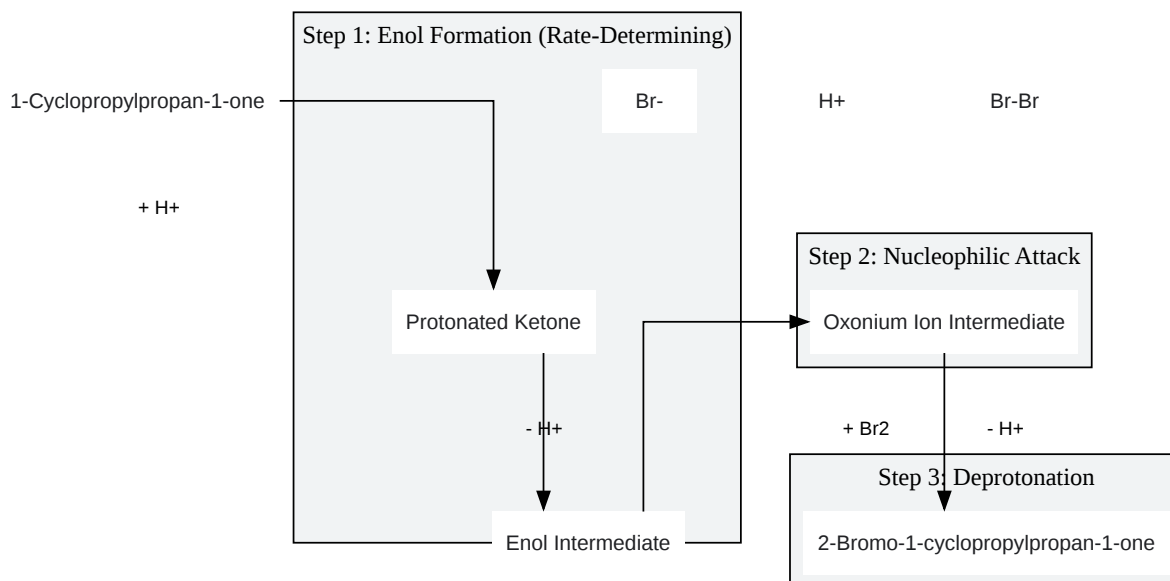 Step 1: Enol Formation (Rate-Determining)
1-Cyclopropylpropan-1-one
Br-
H+
Br-Br
+ H+
Step 2: Nucleophilic Attack
Protonated Ketone
Oxonium Ion Intermediate
- H+
+ Br2
- H+
Step 3: Deprotonation
Enol Intermediate
2-Bromo-1-cyclopropylpropan-1-one